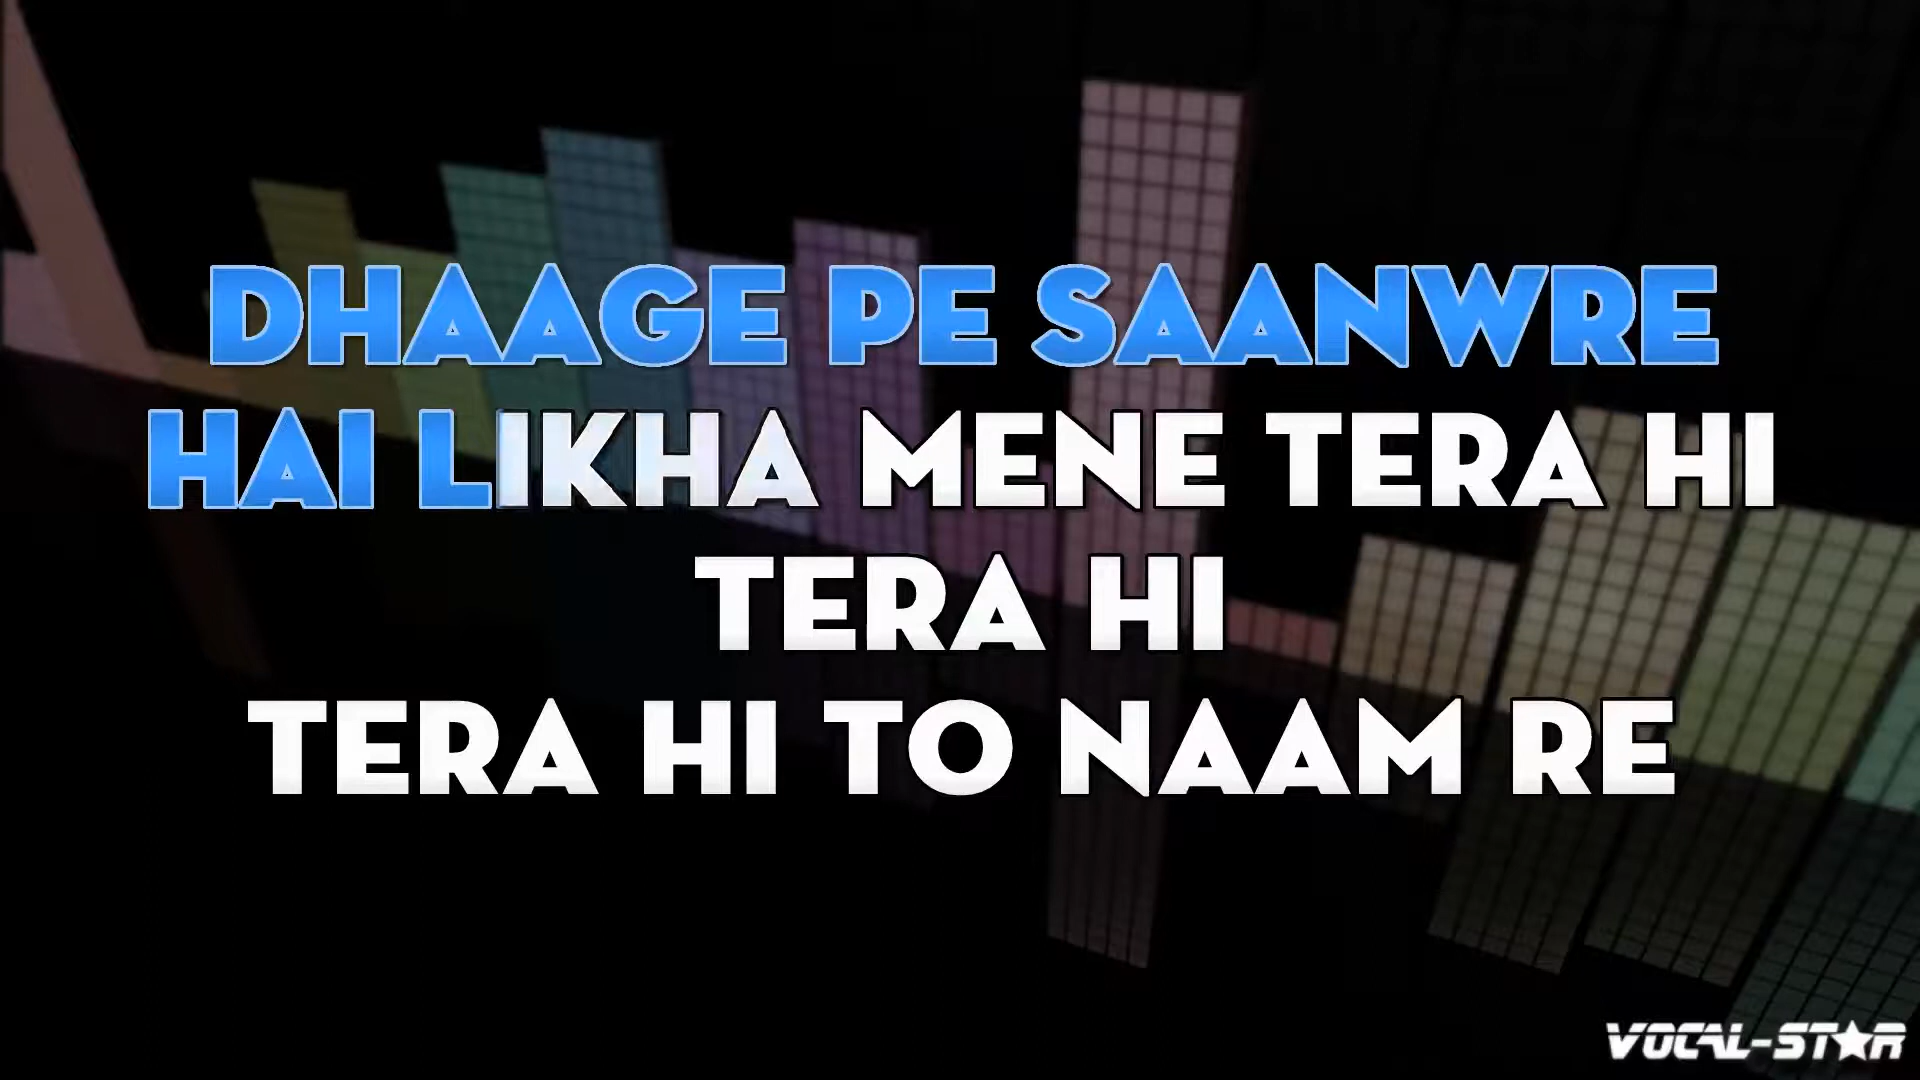 DHAAGE PE SAANWRE
HAI LIKHA MENE TERA HI
TERA HI
TERA HI TO NAAM RE
VOCAL-STAR